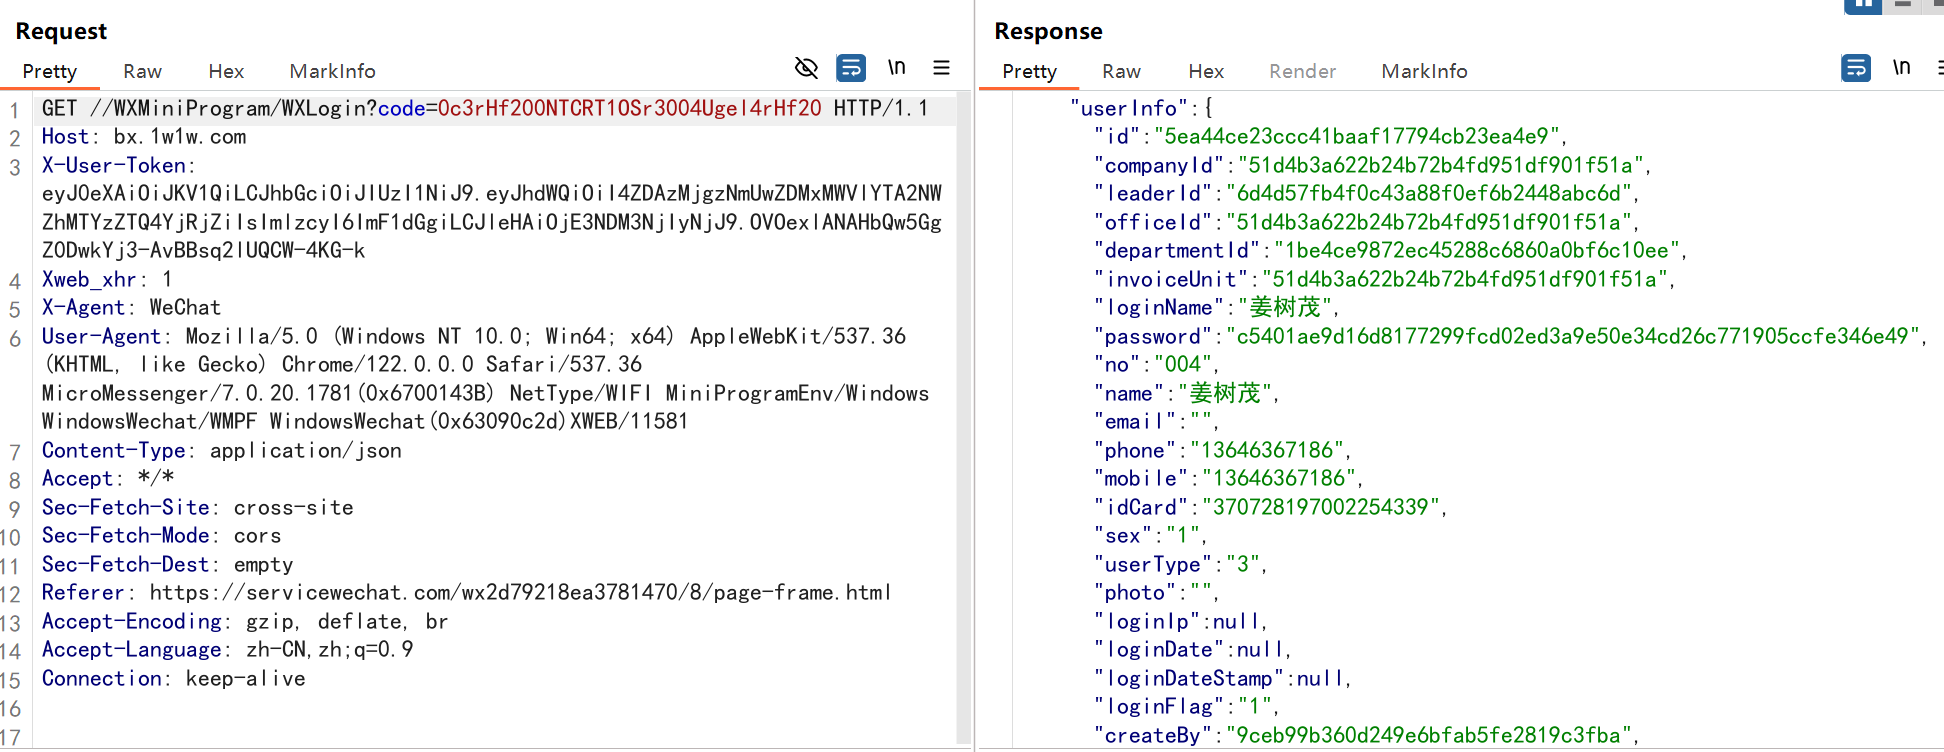 Request
Pretty Raw Hex MarkInfo
\n
1 GET //WXMiniProgram/WXLogin?code=0c3rHf200NTCRT10Sr3004Ugel4rHf20 HTTP/1.1
2 Host: bx.1w1w.com
3 X-User-Token:
eyJ0eXAiOiJKV1QiLCJhbGciOiJIUzI1NiJ9.eyJhdWQiOiI4ZDAzMjgzNmUwZDMxMWVlYTA2NW
ZhMTYzZTQ4YjRjZiIsImlzcyI6ImF1dGgiLCJleHAiOjE3NDM3NjIyNjJ9.OVOexlANAHbQw5Gg
ZODwkYj3-AvBBsq2lUQCW-4KG-k
4 Xweb_xhr: 1
5 X-Agent: WeChat
6 User-Agent: Mozilla/5.0 (Windows NT 10.0; Win64; x64) AppleWebKit/537.36
(KHTML, like Gecko) Chrome/122.0.0.0 Safari/537.36
MicroMessenger/7.0.20.1781(0x6700143B) NetType/WIFI MiniProgramEnv/Windows
WindowsWechat/WMPF WindowsWechat(0x63090c2d)XWEB/11581
7 Content-Type: application/json
8 Accept: */*
9 Sec-Fetch-Site: cross-site
10 Sec-Fetch-Mode: cors
11 Sec-Fetch-Dest: empty
12 Referer: https://servicewechat.com/wx2d79218ea3781470/8/page-frame.html
13 Accept-Encoding: gzip, deflate, br
14 Accept-Language: zh-CN,zh;q=0.9
15 Connection: keep-alive
16
17
Response
Pretty Raw Hex Render MarkInfo
\n
"userInfo":{
"id":"5ea44ce23ccc41baaf17794cb23ea4e9",
"companyId":"51d4b3a622b24b72b4fd951df901f51a",
"leaderId":"6d4d57fb4f0c43a88f0ef6b2448abc6d",
"officeId":"51d4b3a622b24b72b4fd951df901f51a",
"departmentId":"1be4ce9872ec45288c6860a0bf6c10ee",
"invoiceUnit":"51d4b3a622b24b72b4fd951df901f51a",
"loginName":"姜树茂",
"password":"c5401ae9d16d8177299fcd02ed3a9e50e34cd26c771905ccfe346e49",
"no":"004",
"name":"姜树茂",
"email":"",
"phone":"13646367186",
"mobile":"13646367186",
"idCard":"370728197002254339",
"sex":"1",
"userType":"3",
"photo":"",
"loginIp":null,
"loginDate":null,
"loginDateStamp":null,
"loginFlag":"1",
"createBy":"9ceb99b360d249e6bfab5fe2819c3fba",